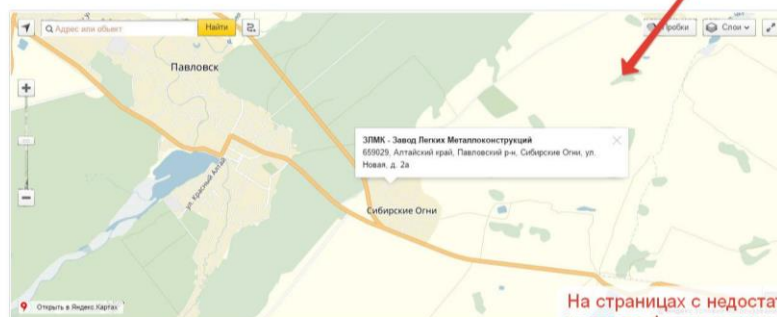 Адрес или объект
Найти
Пробки
Слои
Павловск
ЗЛМК - Завод Легких Металлоконструкций
659029, Алтайский край, Павловский р-н, Сибирские Огни, ул.
Новая, д. 2а
ул. Красный Алтай
Сибирские Огни
Открыть в Яндекс.Картах
На страницах с недостат